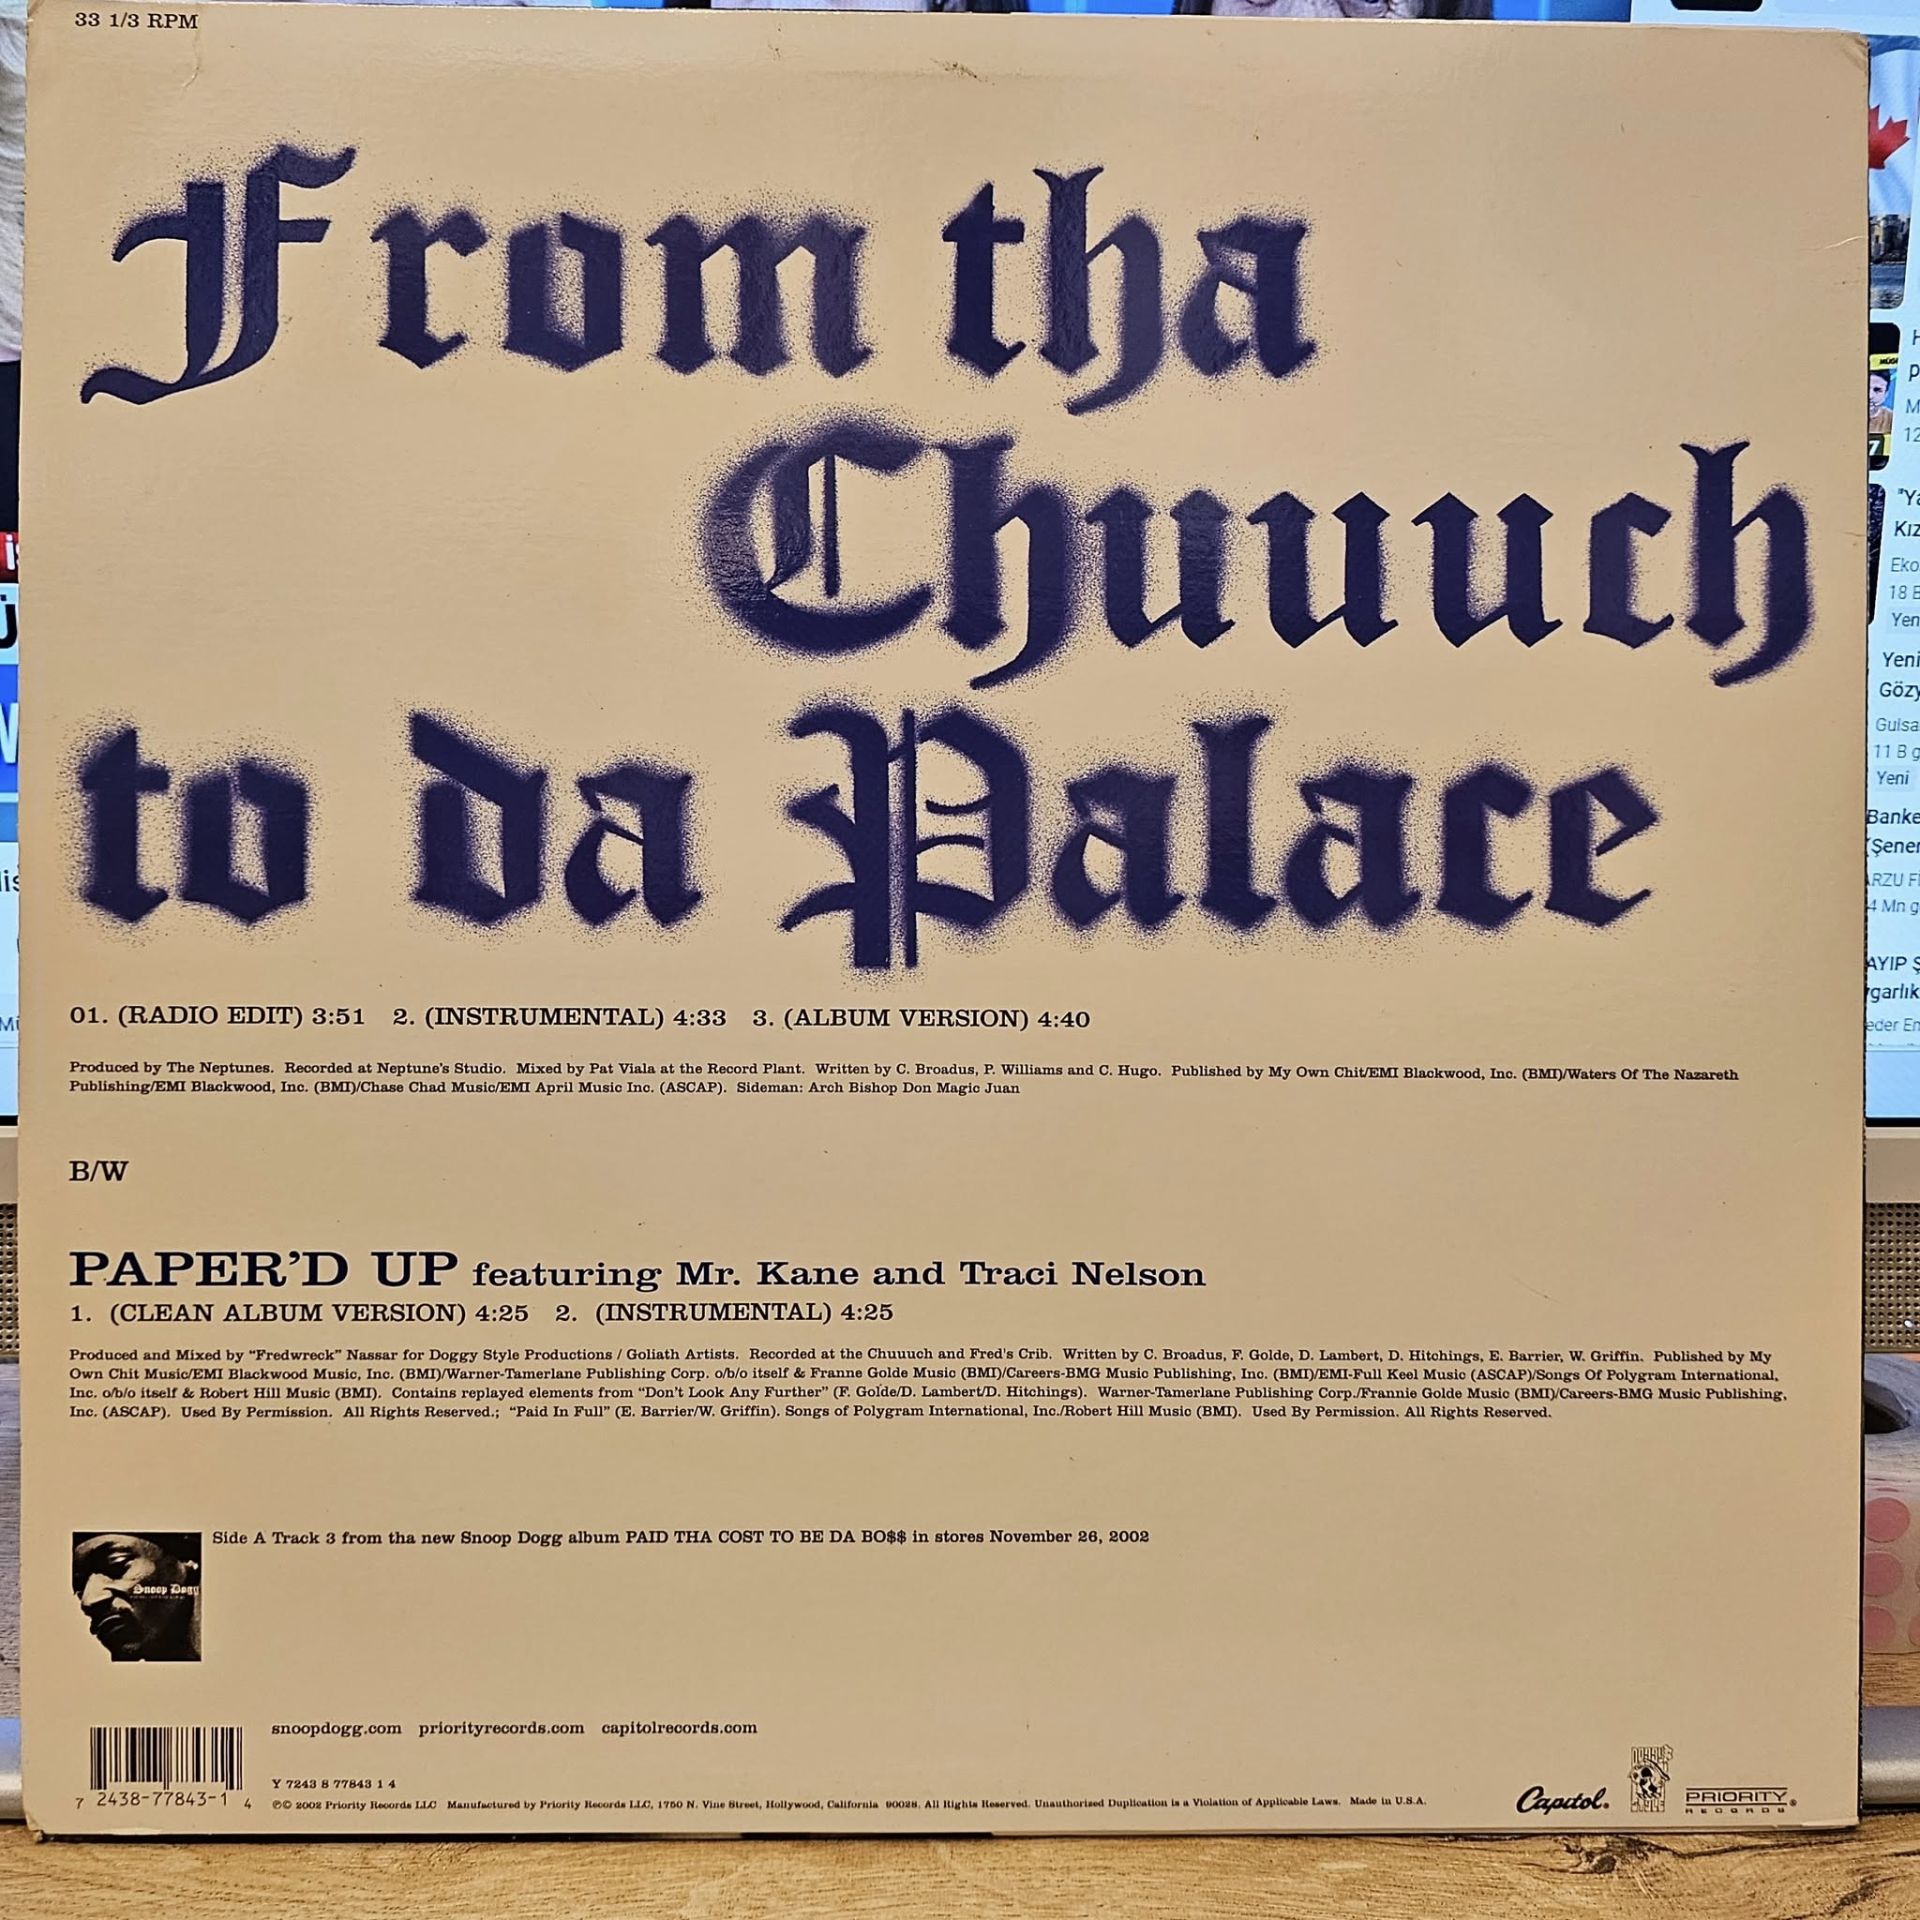 33 1/3 RPM
From tha
Chuuuch
to da Palace
01. (RADIO EDIT) 3:51 2. (INSTRUMENTAL) 4:33 3. (ALBUM VERSION) 4:40
Produced by The Neptunes. Recorded at Neptune's Studio. Mixed by Pat Viala at the Record Plant. Written by C. Broadus, P. Williams and C. Hugo. Published by My Own Chit/EMI Blackwood, Inc. (BMI)/Waters Of The Nazareth
Publishing/EMI Blackwood, Inc. (BMI)/Chase Chad Music/EMI April Music Inc. (ASCAP). Sideman: Arch Bishop Don Magic Juan
B/W
PAPER'D UP featuring Mr. Kane and Traci Nelson
1. (CLEAN ALBUM VERSION) 4:25 2. (INSTRUMENTAL) 4:25
Produced and Mixed by "Fredwreck" Nassar for Doggy Style Productions / Goliath Artists. Recorded at the Chuuuch and Fred's Crib. Written by C. Broadus, F. Golde, D. Lambert, D. Hitchings, E. Barrier, W. Griffin. Published by My
Own Chit Music/EMI Blackwood Music, Inc. (BMI)/Warner-Tamerlane Publishing Corp. o/b/o itself & Franne Golde Music (BMI)/Careers-BMG Music Publishing, Inc. (BMI)/EMI-Full Keel Music (ASCAP)/Songs Of Polygram International,
Inc. o/b/o itself & Robert Hill Music (BMI). Contains replayed elements from "Don't Look Any Further" (F. Golde/D. Lambert/D. Hitchings). Warner-Tamerlane Publishing Corp./Frannie Golde Music (BMI)/Careers-BMG Music Publishing,
Inc. (ASCAP). Used By Permission. All Rights Reserved.; "Paid In Full" (E. Barrier/W. Griffin). Songs of Polygram International, Inc./Robert Hill Music (BMI). Used By Permission. All Rights Reserved.
Side A Track 3 from tha new Snoop Dogg album PAID THA COST TO BE DA BO$$ in stores November 26, 2002
Snoop Dogg
snoopdogg.com priorityrecords.com capitolrecords.com
Y 7243 8 77843 1 4
7 2438-77843-1 4
℗© 2002 Priority Records LLC Manufactured by Priority Records LLC, 1750 N. Vine Street, Hollywood, California 90028. All Rights Reserved. Unauthorized Duplication is a Violation of Applicable Laws. Made in U.S.A.
Capitol®
PRIORITY
RECORDS®
Yeni
Yeni